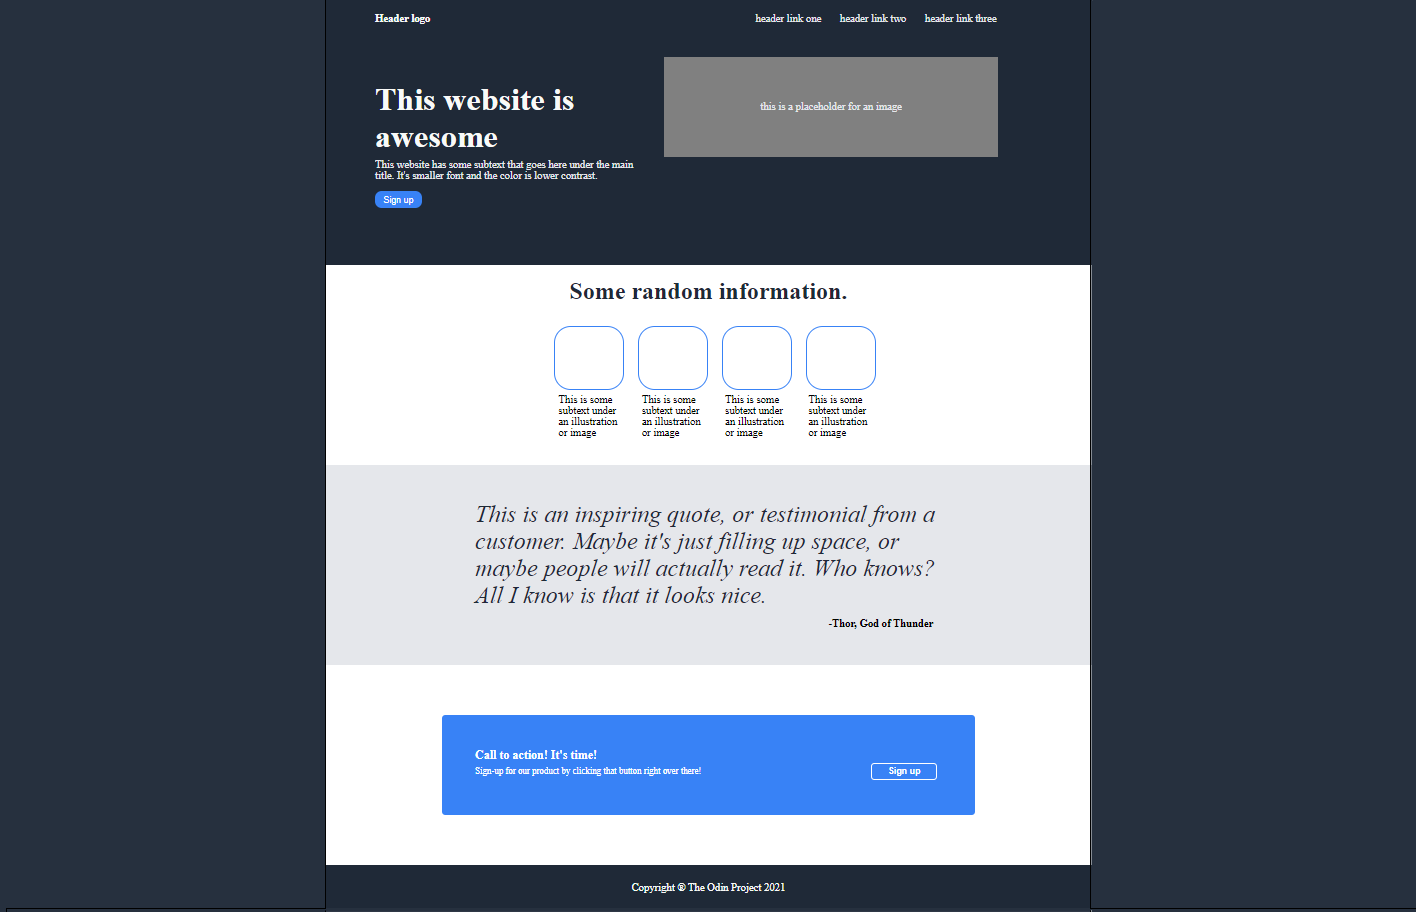 Header logo
header link one
header link two
header link three
This website is
awesome
This website has some subtext that goes here under the main
title. It's smaller font and the color is lower contrast.
Sign up
this is a placeholder for an image
Some random information.
This is some
subtext under
an illustration
or image
This is some
subtext under
an illustration
or image
This is some
subtext under
an illustration
or image
This is some
subtext under
an illustration
or image
This is an inspiring quote, or testimonial from a
customer. Maybe it's just filling up space, or
maybe people will actually read it. Who knows?
All I know is that it looks nice.
-Thor, God of Thunder
Call to action! It's time!
Sign-up for our product by clicking that button right over there!
Sign up
Copyright ® The Odin Project 2021